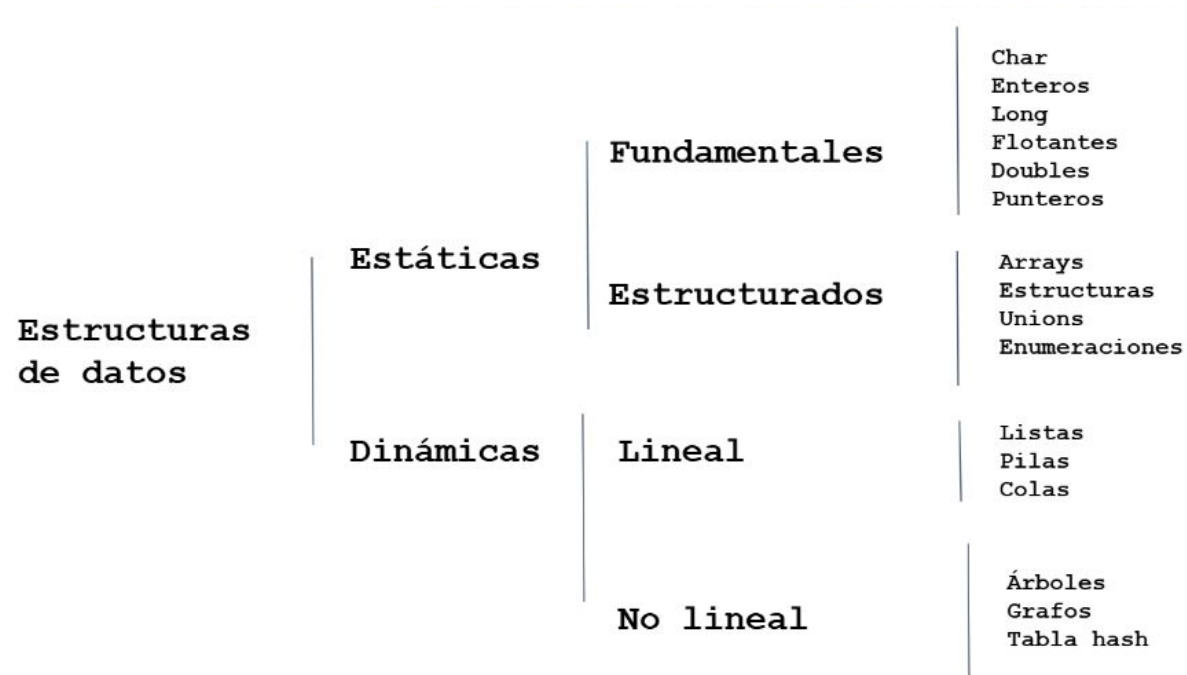 Estructuras
de datos
Estáticas
Fundamentales
Char
Enteros
Long
Flotantes
Doubles
Punteros
Estructurados
Arrays
Estructuras
Unions
Enumeraciones
Dinámicas
Lineal
Listas
Pilas
Colas
No lineal
Árboles
Grafos
Tabla hash